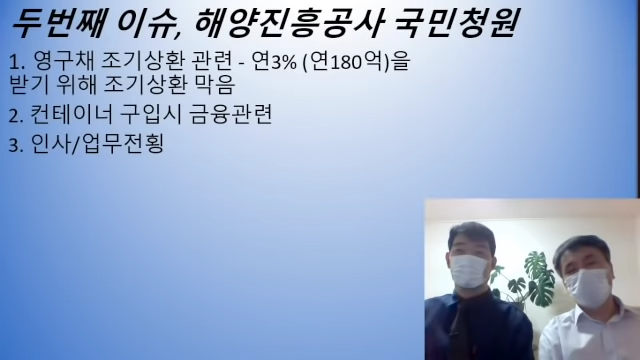 두번째 이슈, 해양진흥공사 국민청원
1. 영구채 조기상환 관련 - 연3% (연180억)을
받기 위해 조기상환 막음
2. 컨테이너 구입시 금융관련
3. 인사/업무전횡